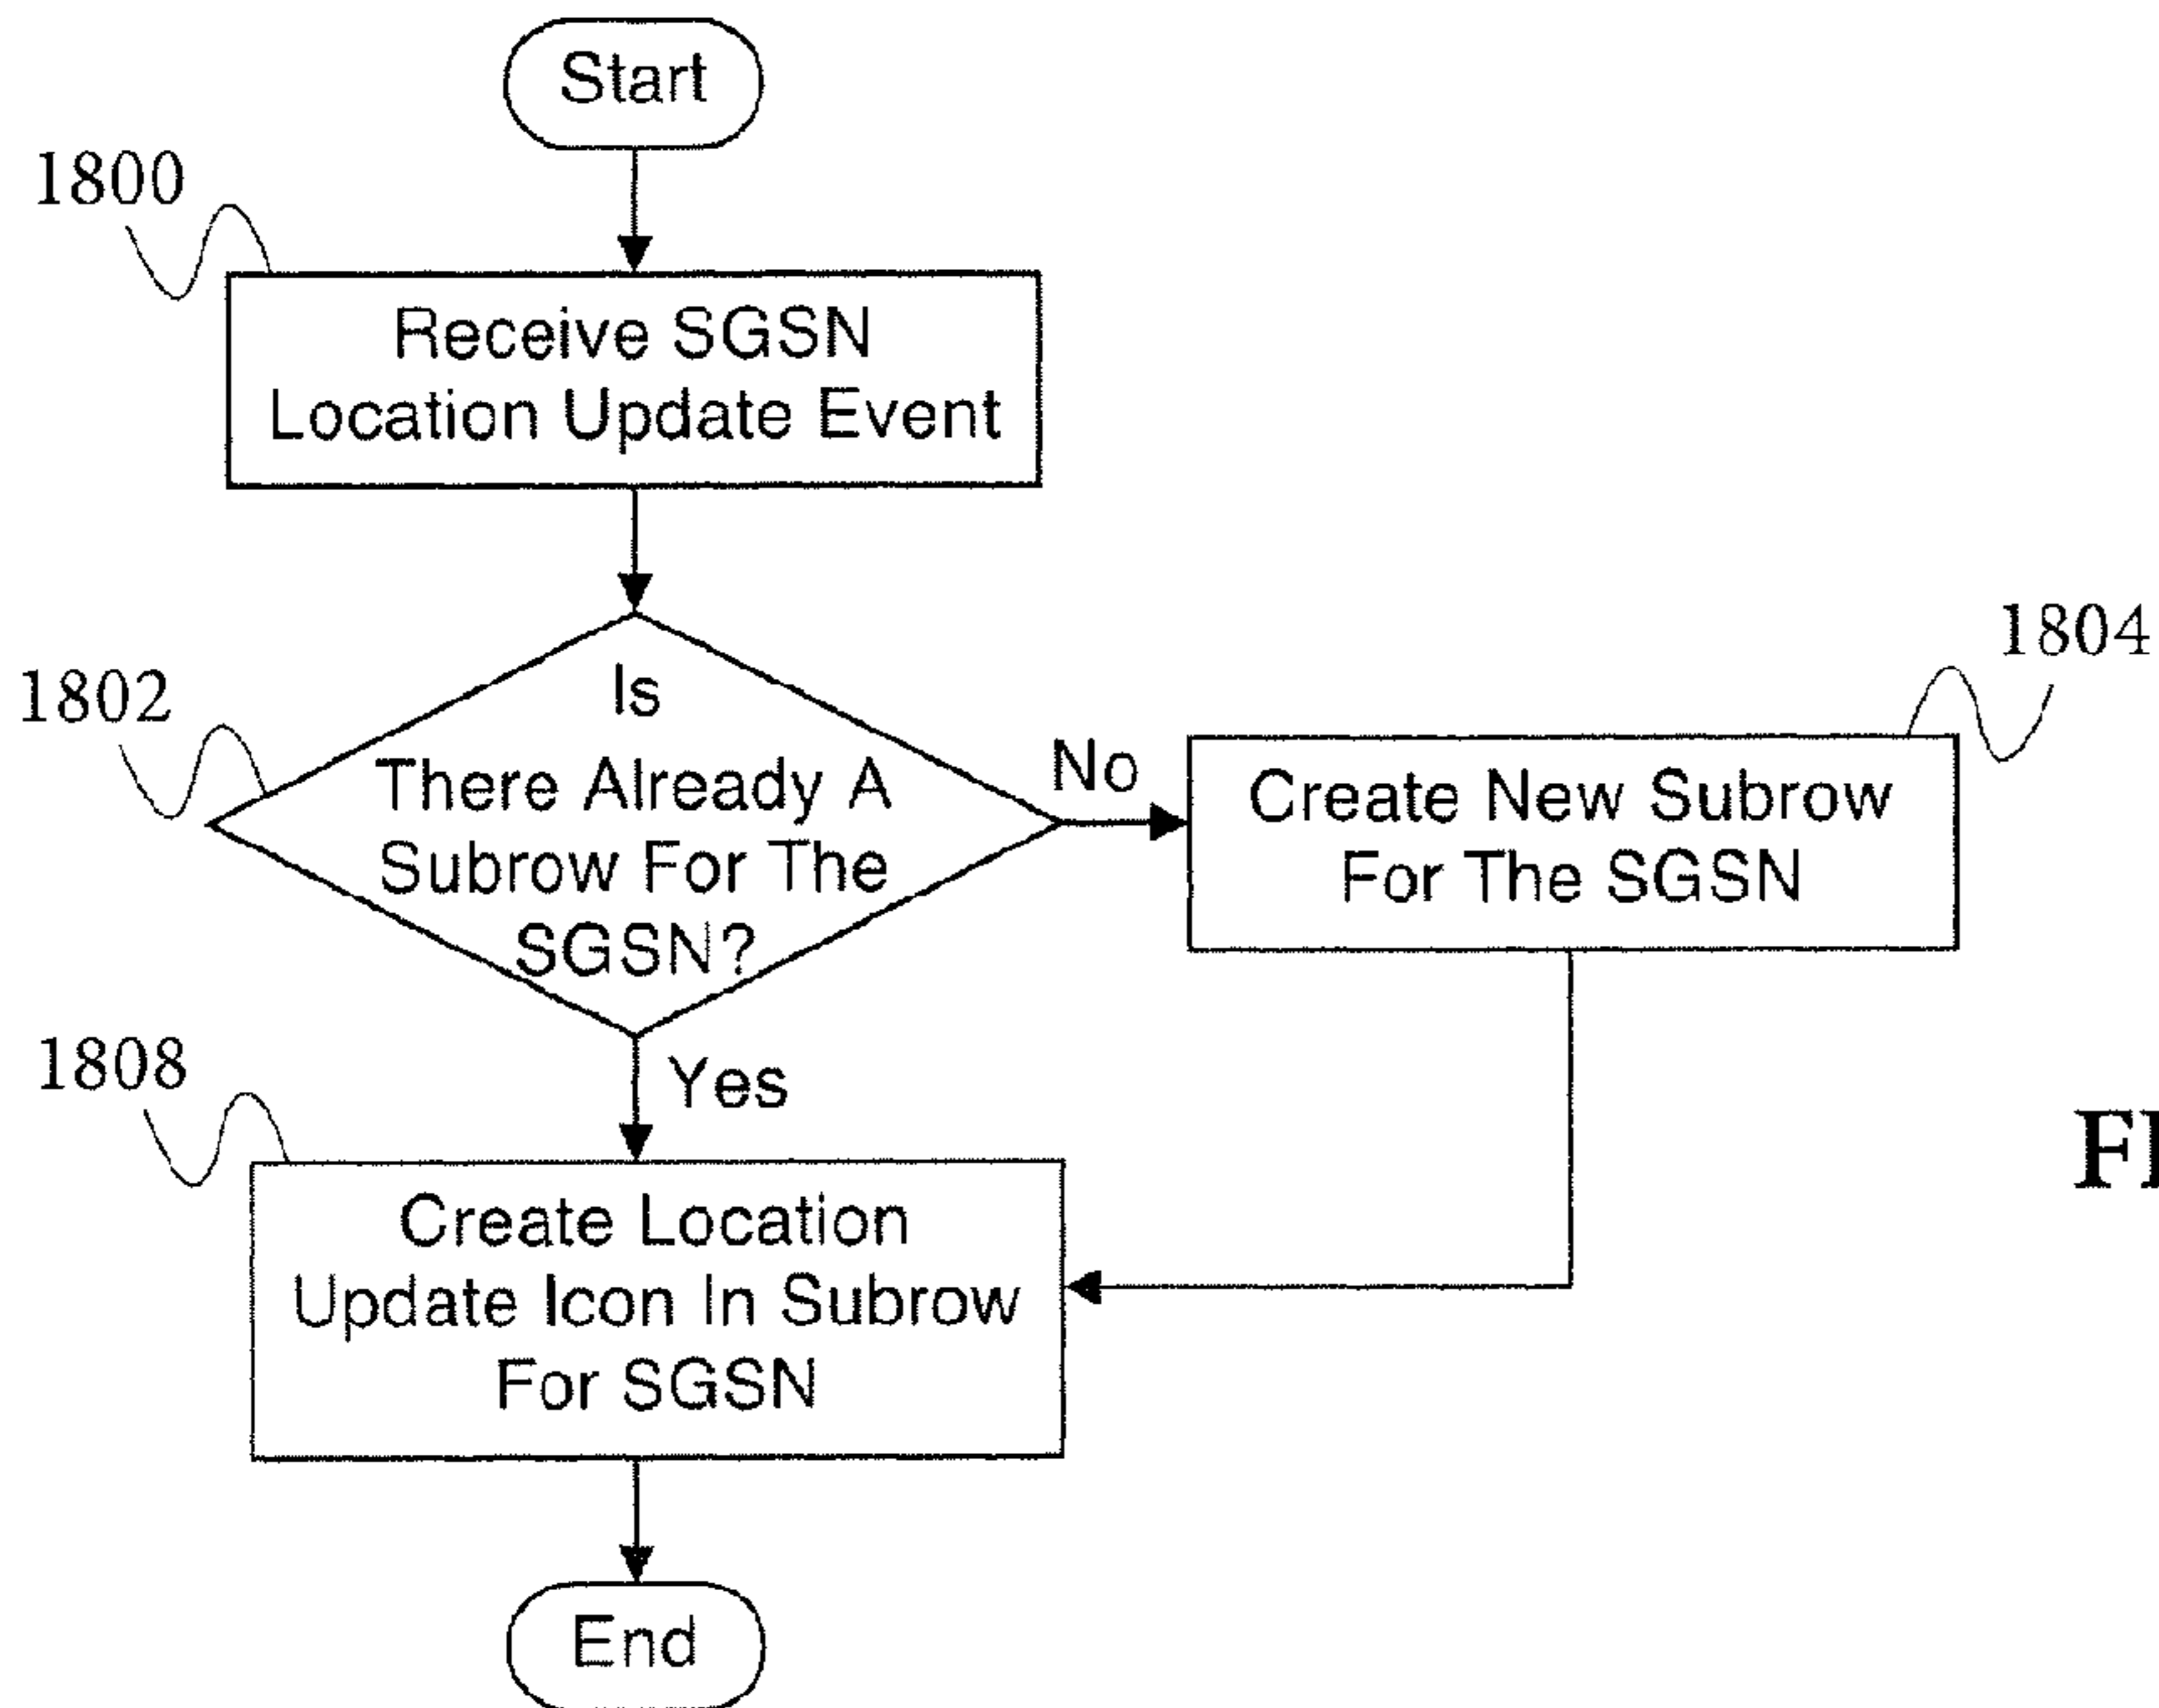 Start
1800
Receive SGSN
Location Update Event
1802
Is
There Already A
Subrow For The
SGSN?
No
1804
Create New Subrow
For The SGSN
Yes
1808
Create Location
Update Icon In Subrow
For SGSN
End